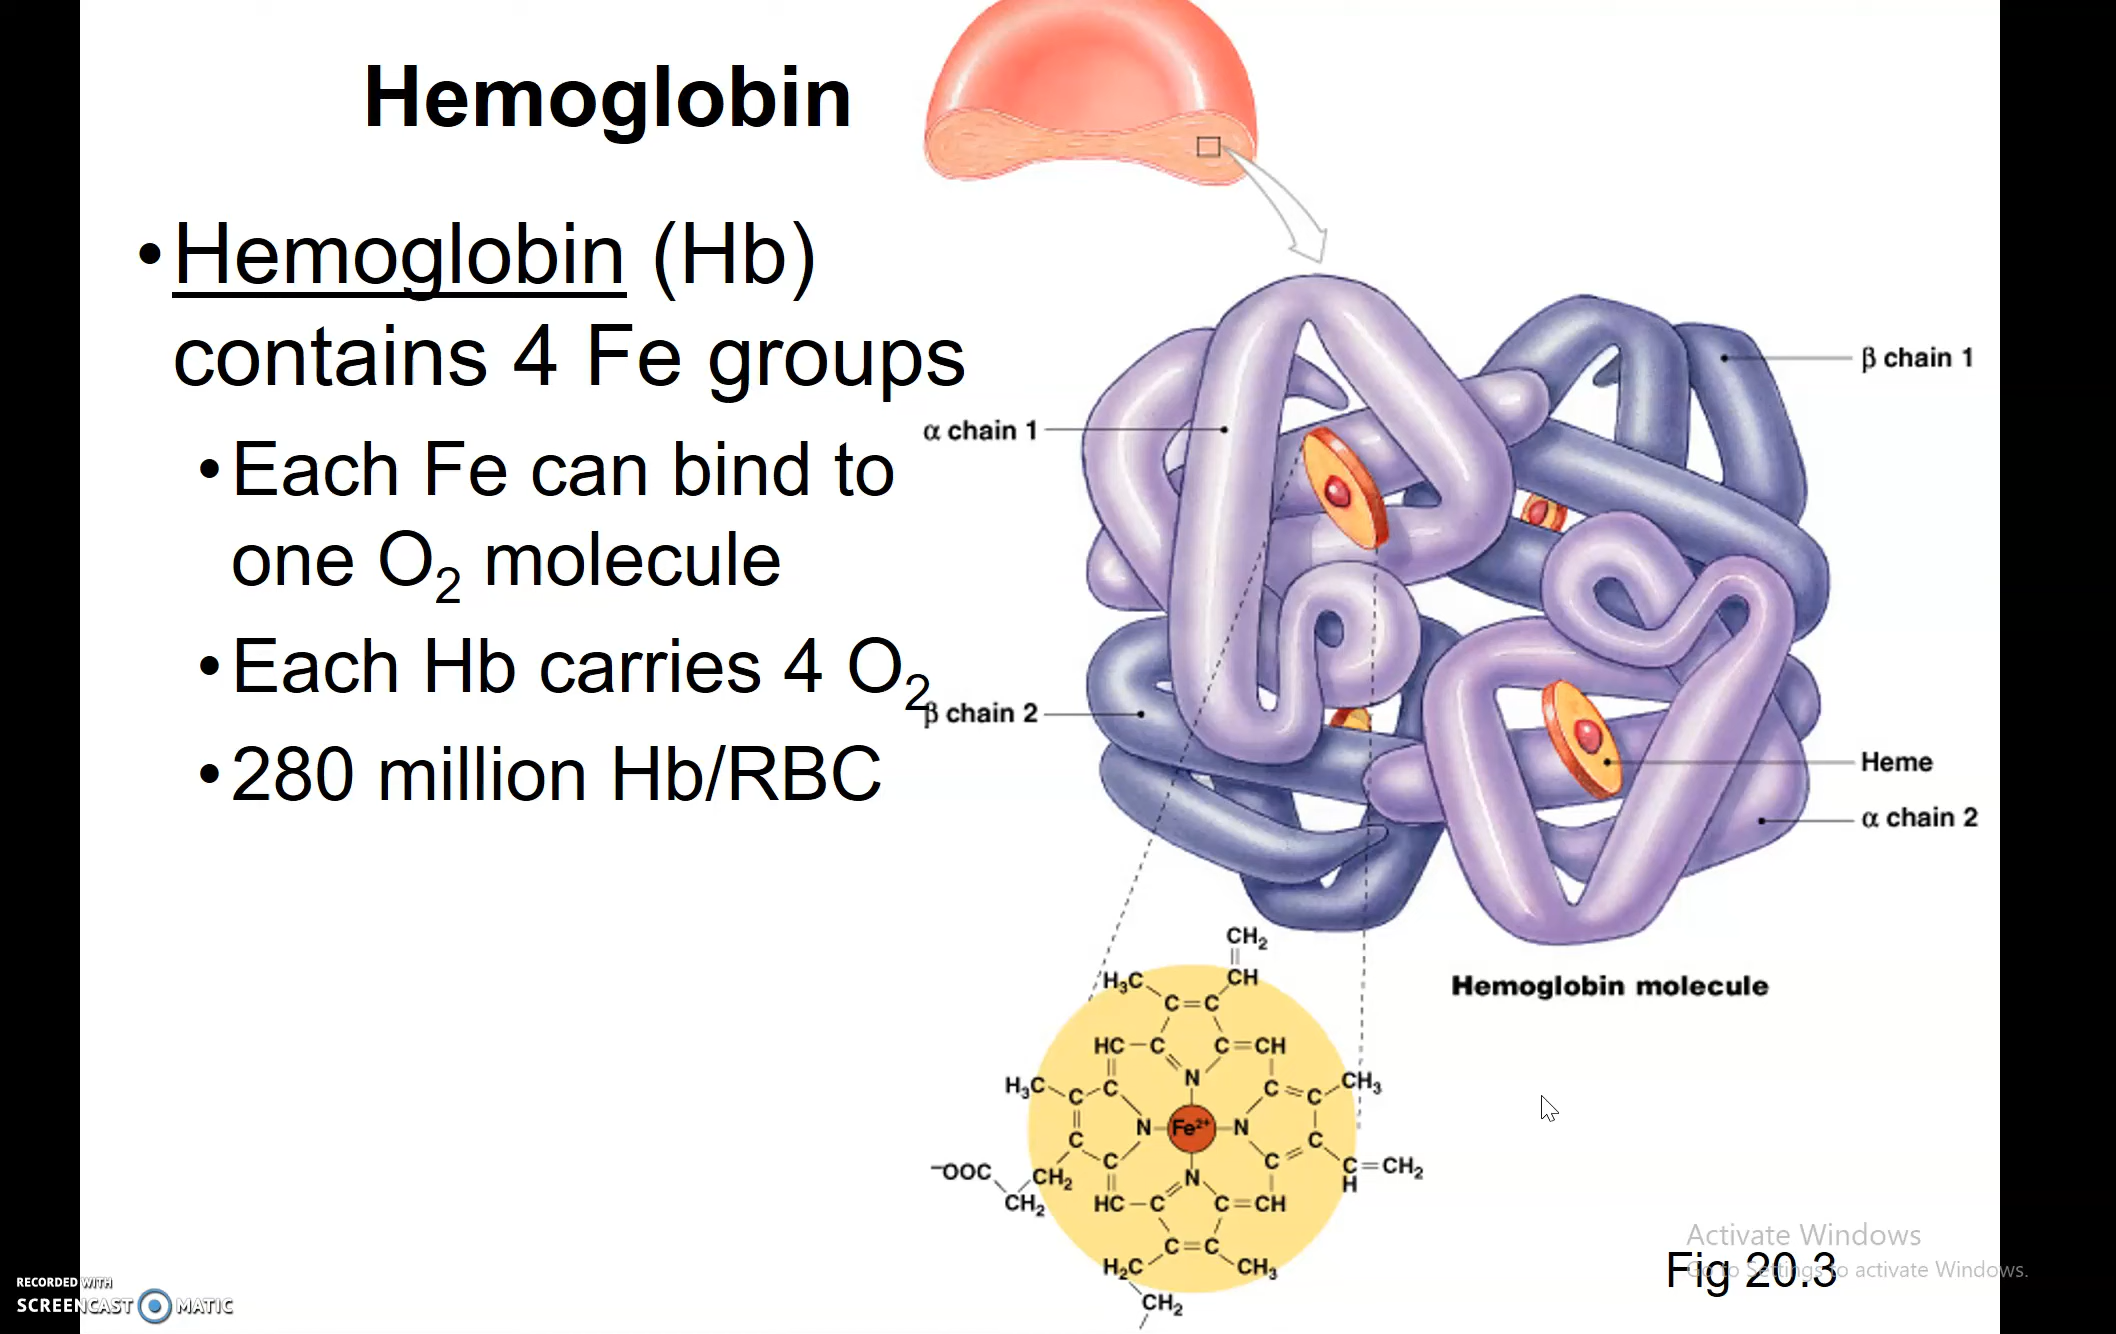 Hemoglobin
•Hemoglobin (Hb)
contains 4 Fe groups
•Each Fe can bind to
one O₂ molecule
•Each Hb carries 4 O₂
•280 million Hb/RBC
β chain 1
α chain 1
β chain 2
Heme
α chain 2
Hemoglobin molecule
CH₂
H₃C CH
C=C
HC–C C=CH
N
H₃C C C C C CH₃
N Fe²⁺ N
C C C C
⁻OOC CH₂ N C=CH₂
CH₂ H
HC–C C=CH
C=C
H₂C CH₃
CH₂
Activate Windows
Fig 20.3
Go to Settings to activate Windows.
RECORDED WITH
SCREENCAST MATIC